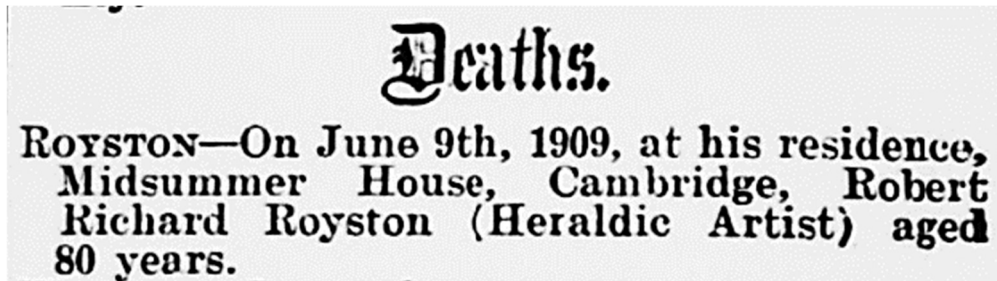 Deaths.
ROYSTON—On June 9th, 1909, at his residence,
Midsummer House, Cambridge, Robert
Richard Royston (Heraldic Artist) aged
80 years.